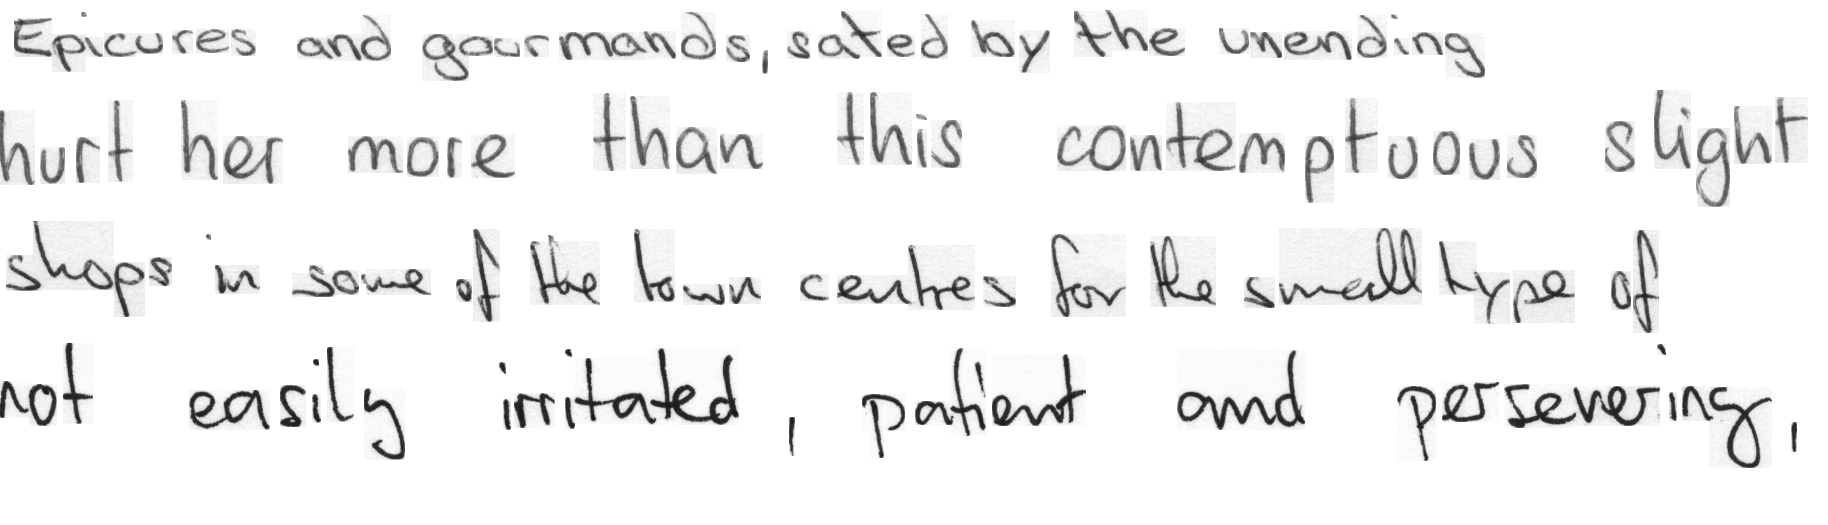 Epicures and gourmands, sated by the unending
hurt her more than this contemptuous slight
shops in some of the town centres for the small type of
not easily irritated, patient and persevering,